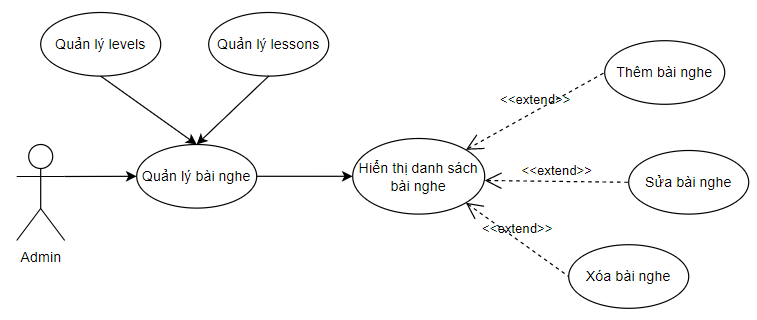 Quản lý levels
Quản lý lessons
Thêm bài nghe
<<extend>>
Quản lý bài nghe
Hiển thị danh sách
bài nghe
<<extend>>
Sửa bài nghe
<<extend>>
Admin
Xóa bài nghe